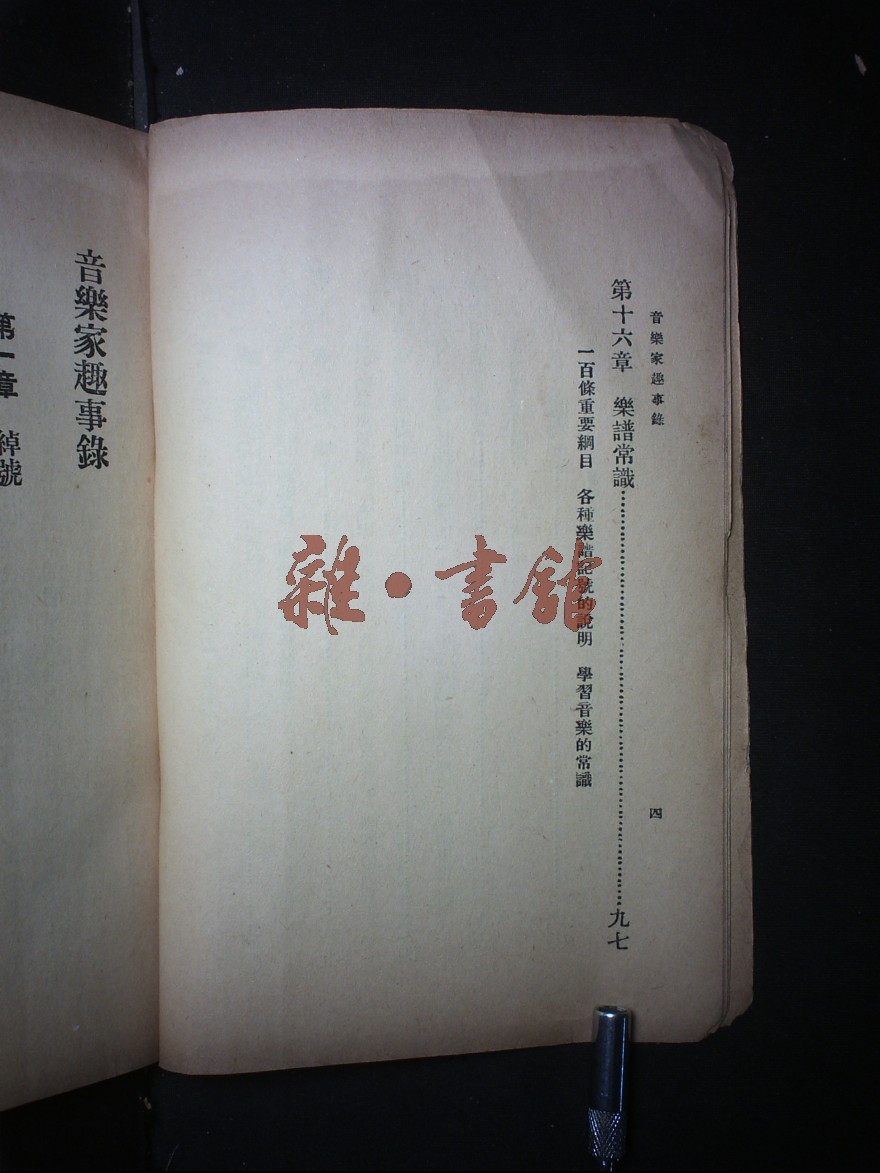 音樂家趣事錄
四
第十六章 樂譜常識……九七
一百條重要綱目 各種樂譜記號的說明 學習音樂的常識
音樂家趣事錄
第一章 綽號
雜·書館